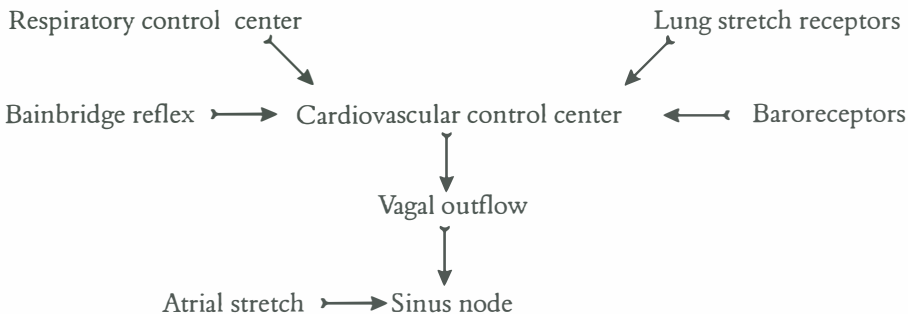 Respiratory control center
Lung stretch receptors
Bainbridge reflex
Cardiovascular control center
Baroreceptors
Vagal outflow
Atrial stretch
Sinus node